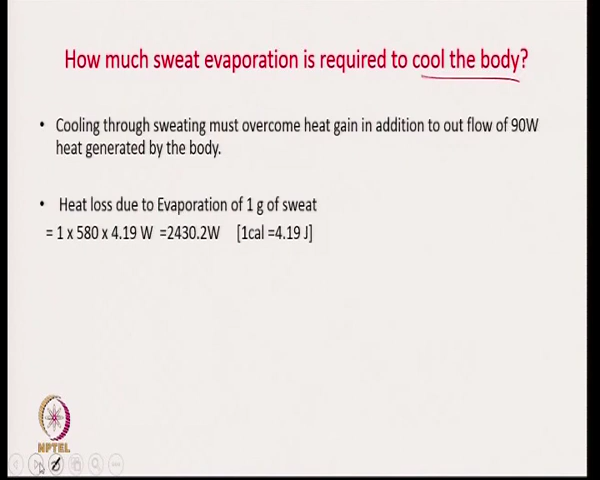 How much sweat evaporation is required to cool the body?
• Cooling through sweating must overcome heat gain in addition to out flow of 90W
heat generated by the body.
• Heat loss due to Evaporation of 1 g of sweat
= 1 x 580 x 4.19 W =2430.2W [1cal =4.19 J]
NPTEL